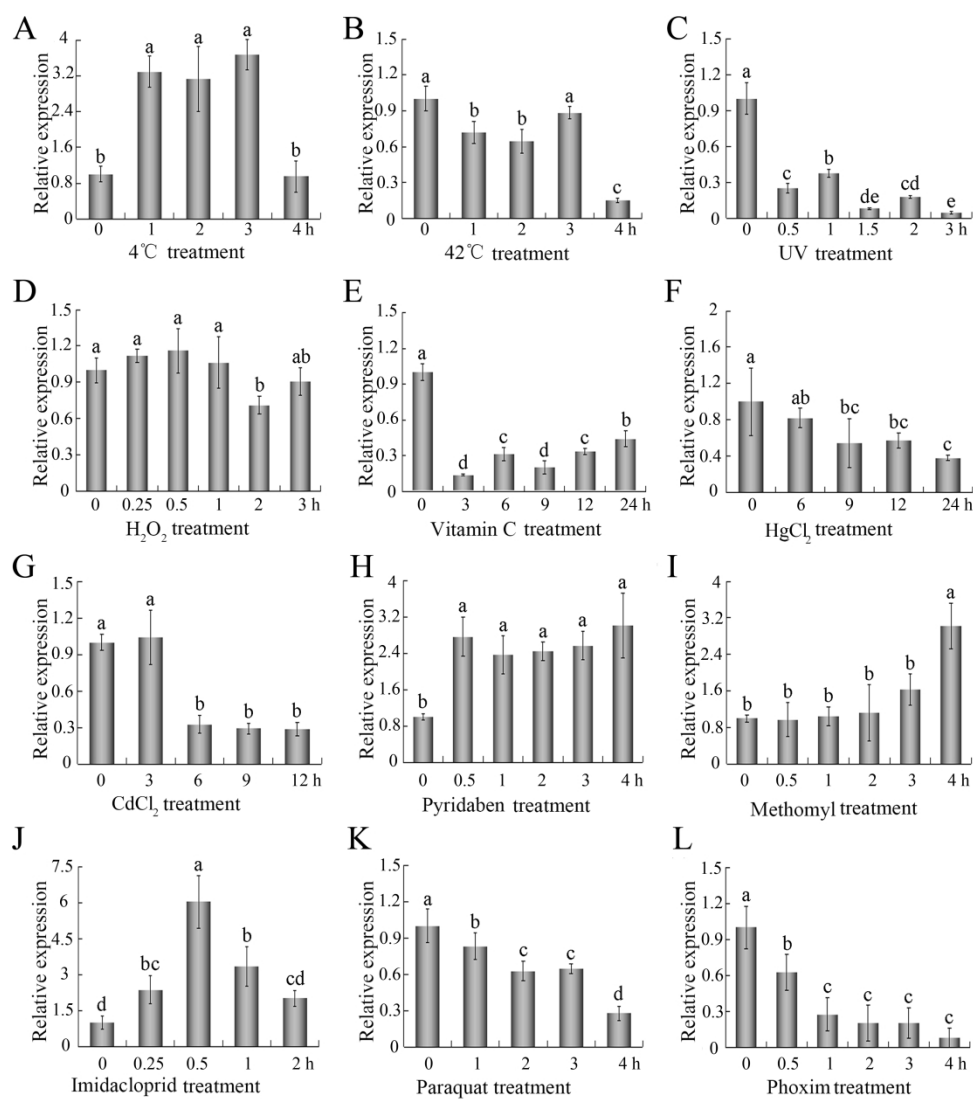 A
Relative expression
4
3.2
2.4
1.6
0.8
0
b
a
a
a
b
0 1 2 3 4 h
4℃ treatment
B
Relative expression
1.5
1.2
0.9
0.6
0.3
0
a
b
b
a
c
0 1 2 3 4 h
42℃ treatment
C
Relative expression
1.5
1.2
0.9
0.6
0.3
0
a
c
b
de
cd
e
0 0.5 1 1.5 2 3 h
UV treatment
D
Relative expression
1.5
1.2
0.9
0.6
0.3
0
a
a
a
a
b
ab
0 0.25 0.5 1 2 3 h
H₂O₂ treatment
E
Relative expression
1.5
1.2
0.9
0.6
0.3
0
a
d
c
d
c
b
0 3 6 9 12 24 h
Vitamin C treatment
F
Relative expression
2
1.6
1.2
0.8
0.4
0
a
ab
bc
bc
c
0 6 9 12 24 h
HgCl₂ treatment
G
Relative expression
1.5
1.2
0.9
0.6
0.3
0
a
a
b
b
b
0 3 6 9 12 h
CdCl₂ treatment
H
Relative expression
4
3.2
2.4
1.6
0.8
0
b
a
a
a
a
a
0 0.5 1 2 3 4 h
Pyridaben treatment
I
Relative expression
4
3.2
2.4
1.6
0.8
0
b
b
b
b
b
a
0 0.5 1 2 3 4 h
Methomyl treatment
J
Relative expression
7.5
6
4.5
3
1.5
0
d
bc
a
b
cd
0 0.25 0.5 1 2 h
Imidacloprid treatment
K
Relative expression
1.5
1.2
0.9
0.6
0.3
0
a
b
c
c
d
0 1 2 3 4 h
Paraquat treatment
L
Relative expression
1.5
1.2
0.9
0.6
0.3
0
a
b
c
c
c
c
0 0.5 1 2 3 4 h
Phoxim treatment